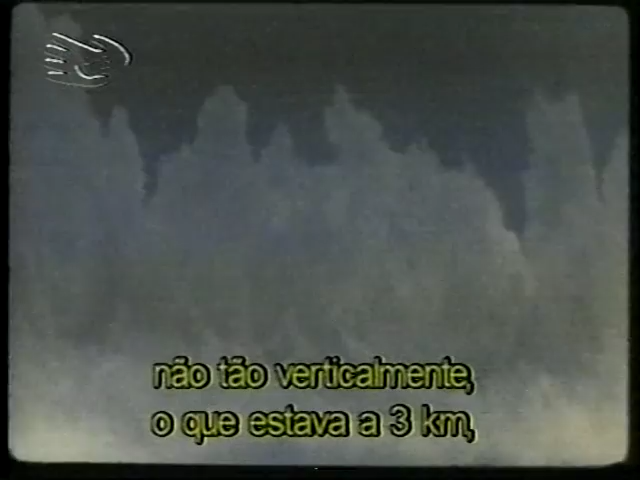 não tão verticalmente,
o que estava a 3 km,